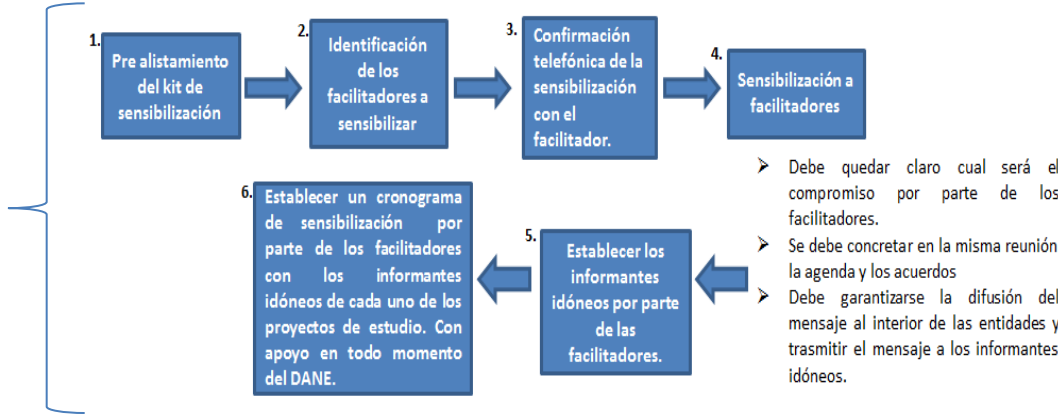 1.
Pre alistamiento
del kit de
sensibilización
2.
Identificación
de los
facilitadores a
sensibilizar
3.
Confirmación
telefónica de la
sensibilización
con el
facilitador.
4.
Sensibilización a
facilitadores
➢ Debe quedar claro cual será el
compromiso por parte de los
facilitadores.
➢ Se debe concretar en la misma reunión
la agenda y los acuerdos
➢ Debe garantizarse la difusión del
mensaje al interior de las entidades y
trasmitir el mensaje a los informantes
idóneos.
5.
Establecer los
informantes
idóneos por parte
de las
facilitadores.
6.
Establecer un cronograma
de sensibilización por
parte de los facilitadores
con los informantes
idóneos de cada uno de los
proyectos de estudio. Con
apoyo en todo momento
del DANE.